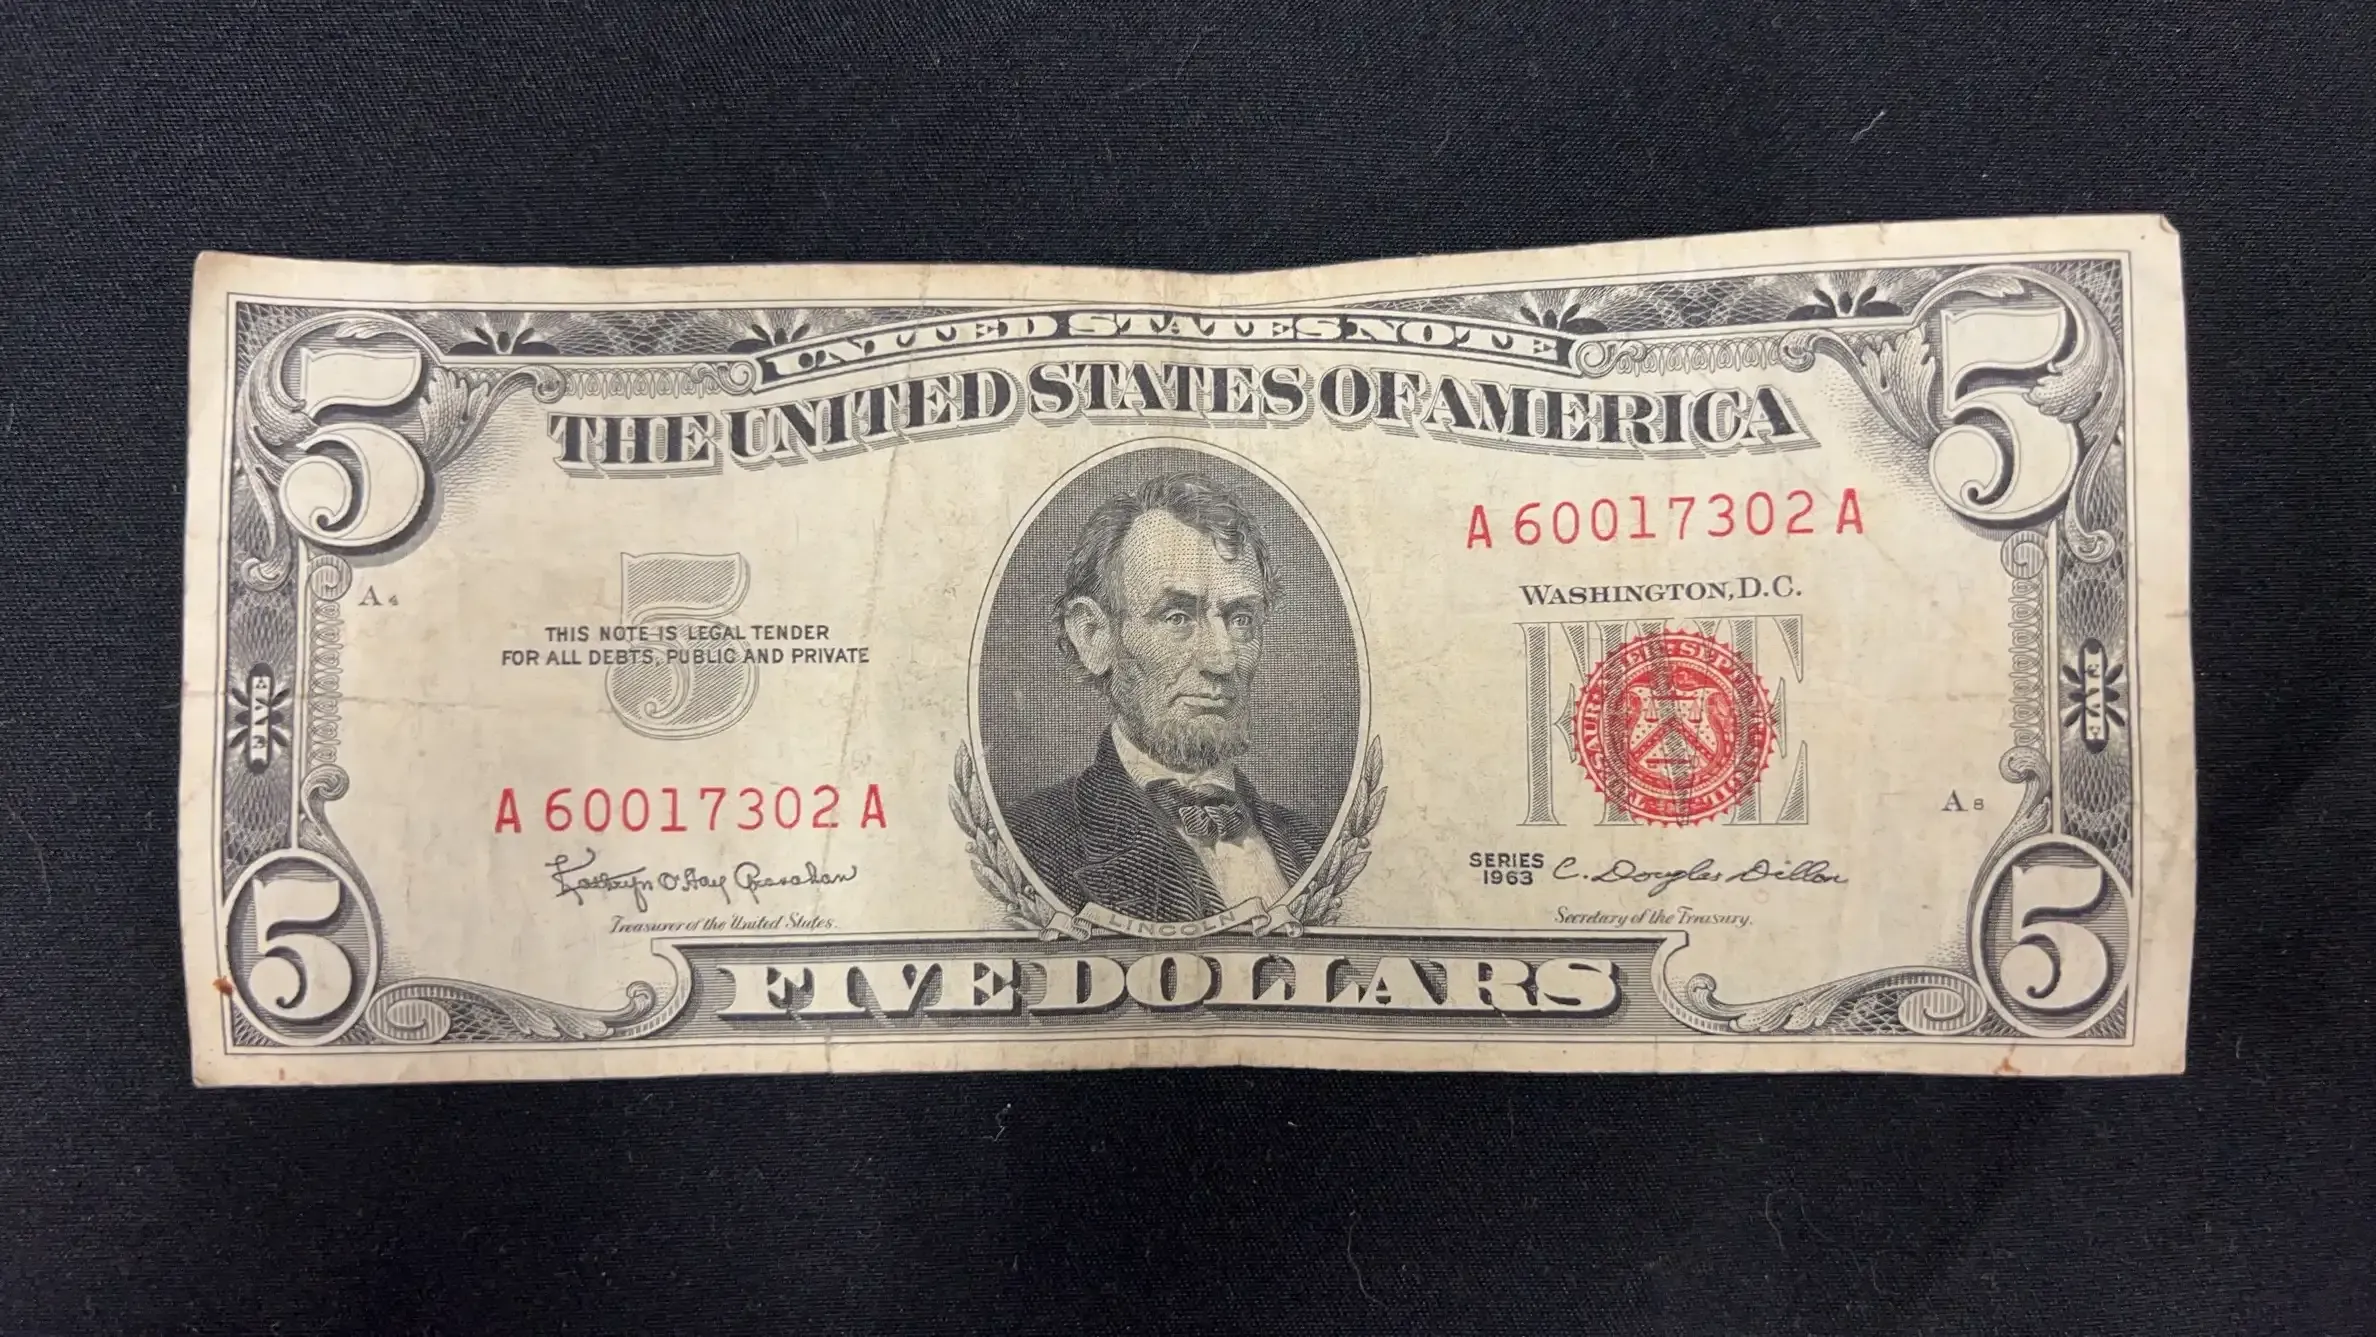 5 UNITED STATES NOTE 5
THE UNITED STATES OF AMERICA
A 60017302 A
WASHINGTON, D.C.
A 4
5
THIS NOTE IS LEGAL TENDER
FOR ALL DEBTS, PUBLIC AND PRIVATE
FIVE
FIVE
FIVE
A 60017302 A
A 8
Kathryn O'Hay Granahan
Treasurer of the United States.
SERIES
1963
C. Douglas Dillon
Secretary of the Treasury.
LINCOLN
5 FIVE DOLLARS 5